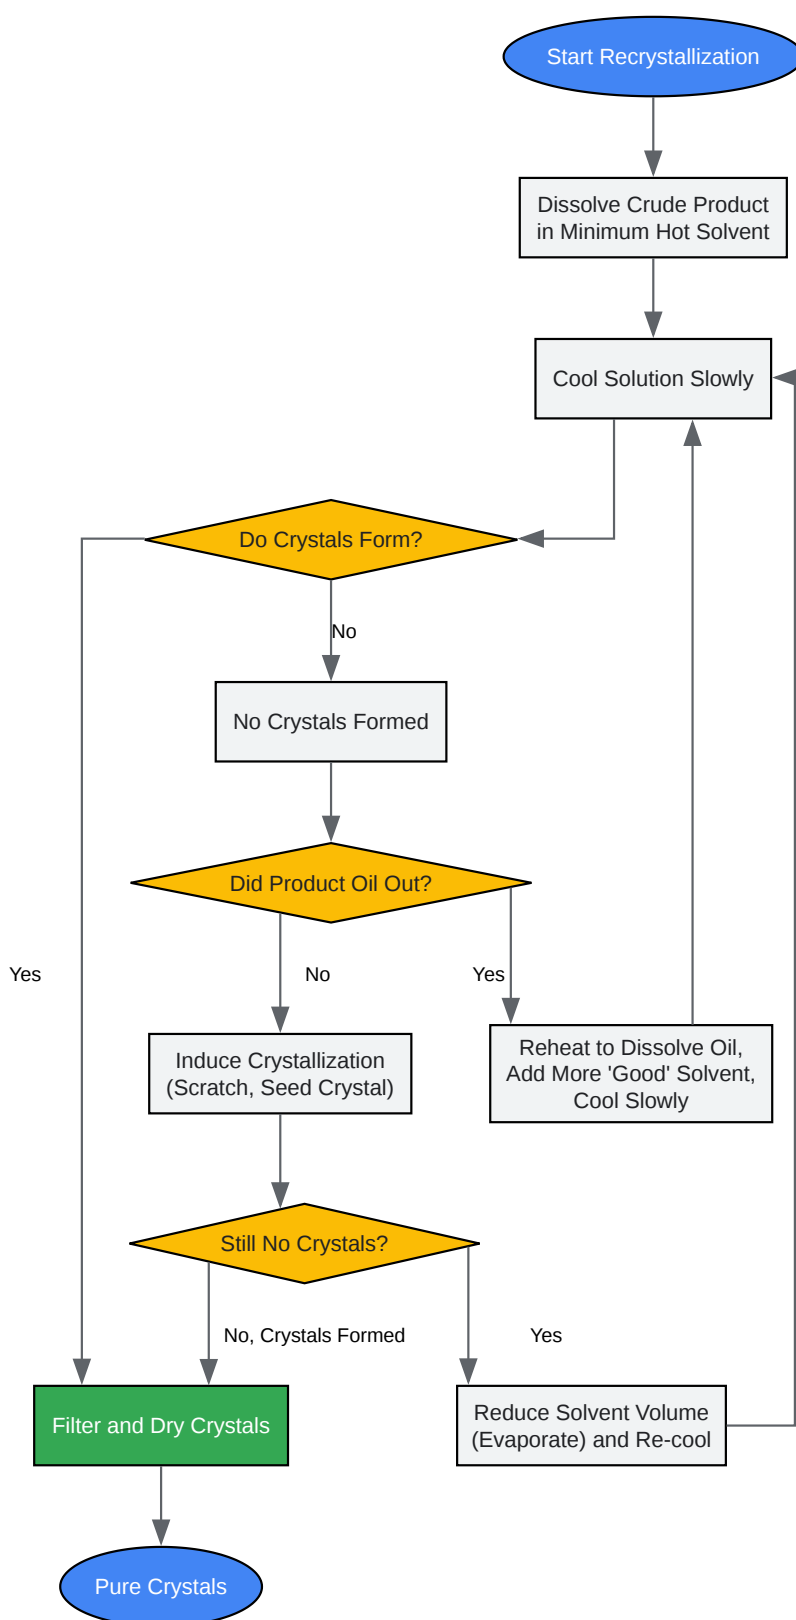 Start Recrystallization
Dissolve Crude Product
in Minimum Hot Solvent
Cool Solution Slowly
Do Crystals Form?
No
No Crystals Formed
Did Product Oil Out?
Yes
No
Yes
Induce Crystallization
(Scratch, Seed Crystal)
Reheat to Dissolve Oil,
Add More 'Good' Solvent,
Cool Slowly
Still No Crystals?
No, Crystals Formed
Yes
Filter and Dry Crystals
Reduce Solvent Volume
(Evaporate) and Re-cool
Pure Crystals